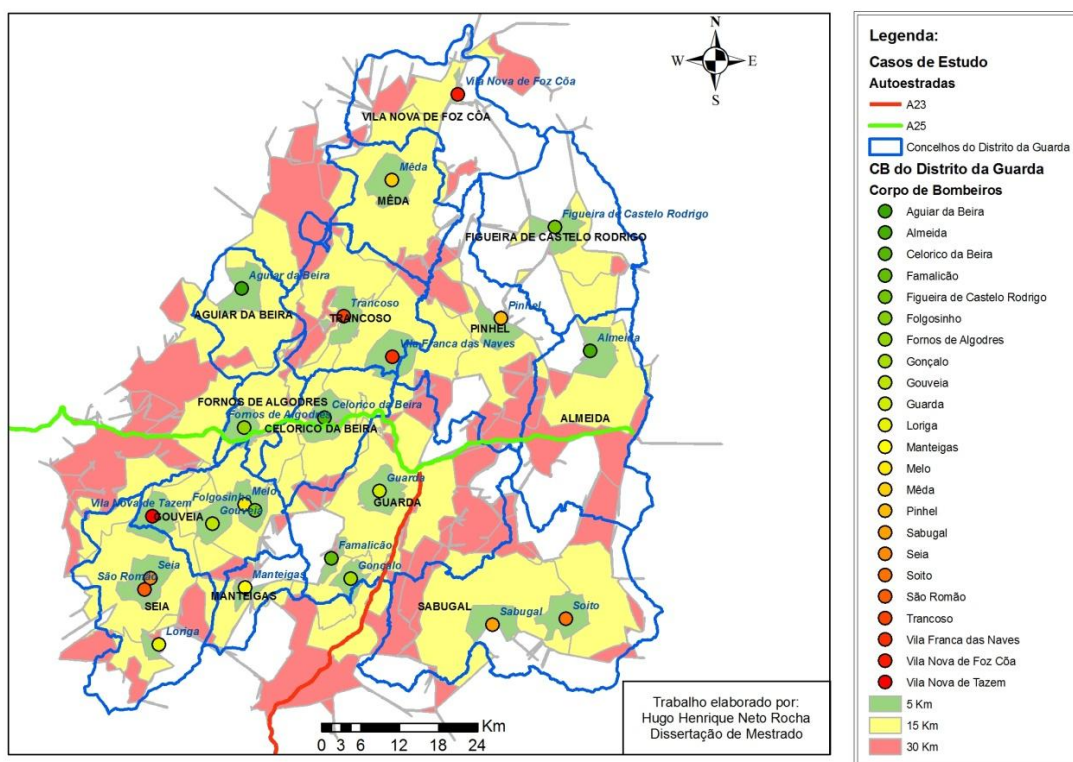 N
W
E
S
Vila Nova de Foz Côa
VILA NOVA DE FOZ CÔA
Mêda
MÊDA
Figueira de Castelo Rodrigo
FIGUEIRA DE CASTELO RODRIGO
Aguiar da Beira
AGUIAR DA BEIRA
Trancoso
TRANCOSO
Pinhel
PINHEL
Vila Franca das Naves
Almeida
ALMEIDA
FORNOS DE ALGODRES
Fornos de Algodres
Celorico da Beira
CELORICO DA BEIRA
Guarda
GUARDA
Vila Nova de Tazem
Folgosinho
Melo
GOUVEIA
Gouveia
Famalicão
Gonçalo
Seia
São Romão
SEIA
Manteigas
MANTEIGAS
SABUGAL
Sabugal
Soito
Loriga
Km
0 3 6 12 18 24
Trabalho elaborado por:
Hugo Henrique Neto Rocha
Dissertação de Mestrado
Legenda:
Casos de Estudo
Autoestradas
A23
A25
Concelhos do Distrito da Guarda
CB do Distrito da Guarda
Corpo de Bombeiros
Aguiar da Beira
Almeida
Celorico da Beira
Famalicão
Figueira de Castelo Rodrigo
Folgosinho
Fornos de Algodres
Gonçalo
Gouveia
Guarda
Loriga
Manteigas
Melo
Mêda
Pinhel
Sabugal
Seia
Soito
São Romão
Trancoso
Vila Franca das Naves
Vila Nova de Foz Côa
Vila Nova de Tazem
5 Km
15 Km
30 Km